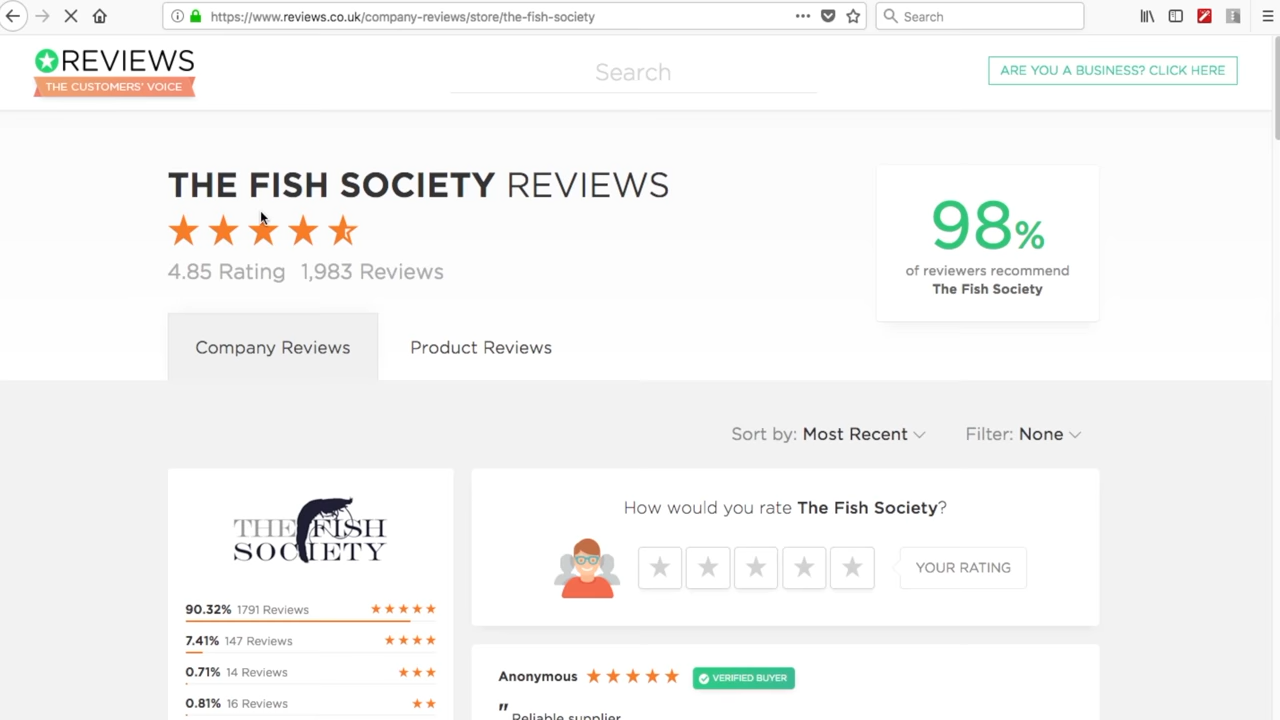 https://www.reviews.co.uk/company-reviews/store/the-fish-society
Search
REVIEWS
THE CUSTOMERS' VOICE
Search
ARE YOU A BUSINESS? CLICK HERE
THE FISH SOCIETY REVIEWS
4.85 Rating 1,983 Reviews
98%
of reviewers recommend
The Fish Society
Company Reviews
Product Reviews
Sort by: Most Recent
Filter: None
THE FISH
SOCIETY
90.32% 1791 Reviews
7.41% 147 Reviews
0.71% 14 Reviews
0.81% 16 Reviews
How would you rate The Fish Society?
YOUR RATING
Anonymous
VERIFIED BUYER
" Reliable supplier